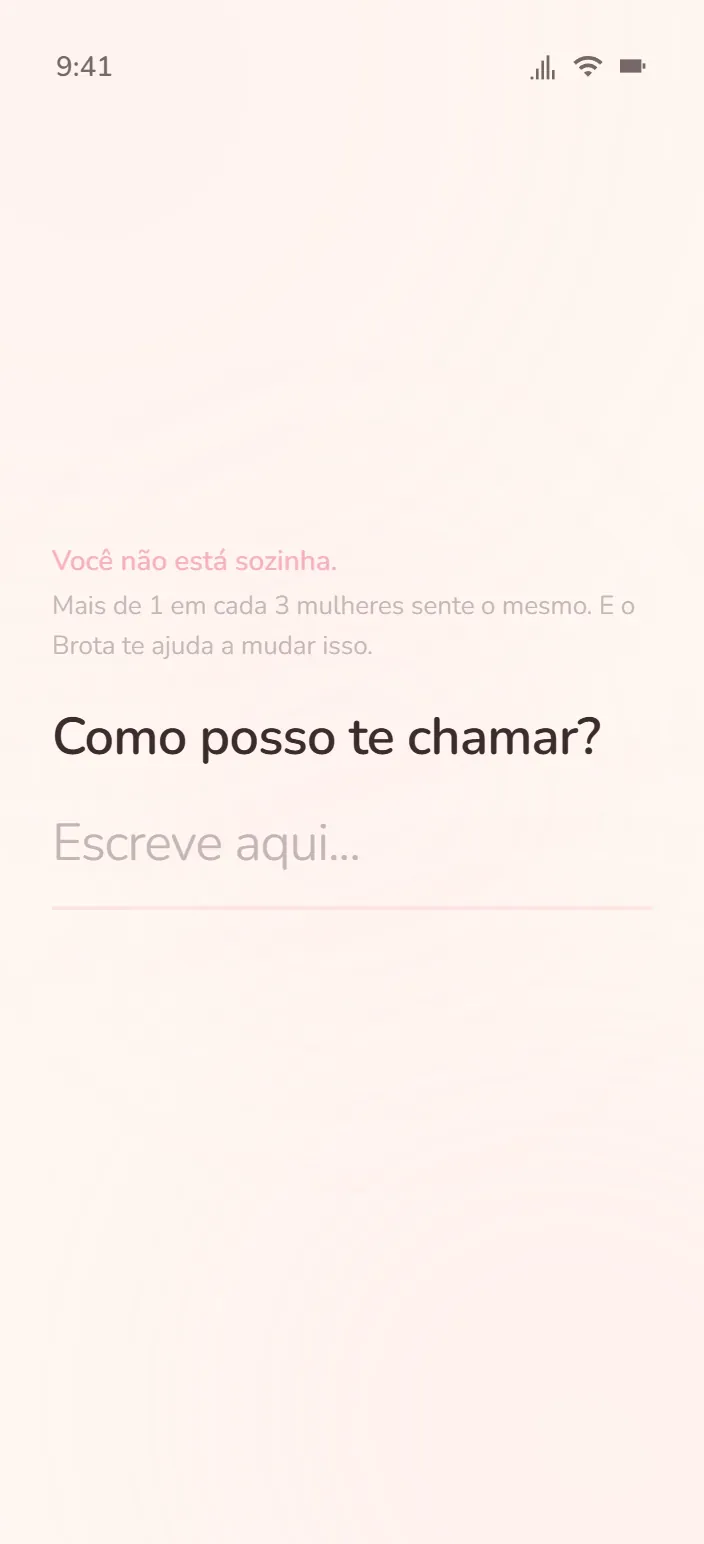 9:41
Você não está sozinha.
Mais de 1 em cada 3 mulheres sente o mesmo. E o
Brota te ajuda a mudar isso.
Como posso te chamar?
Escreve aqui...